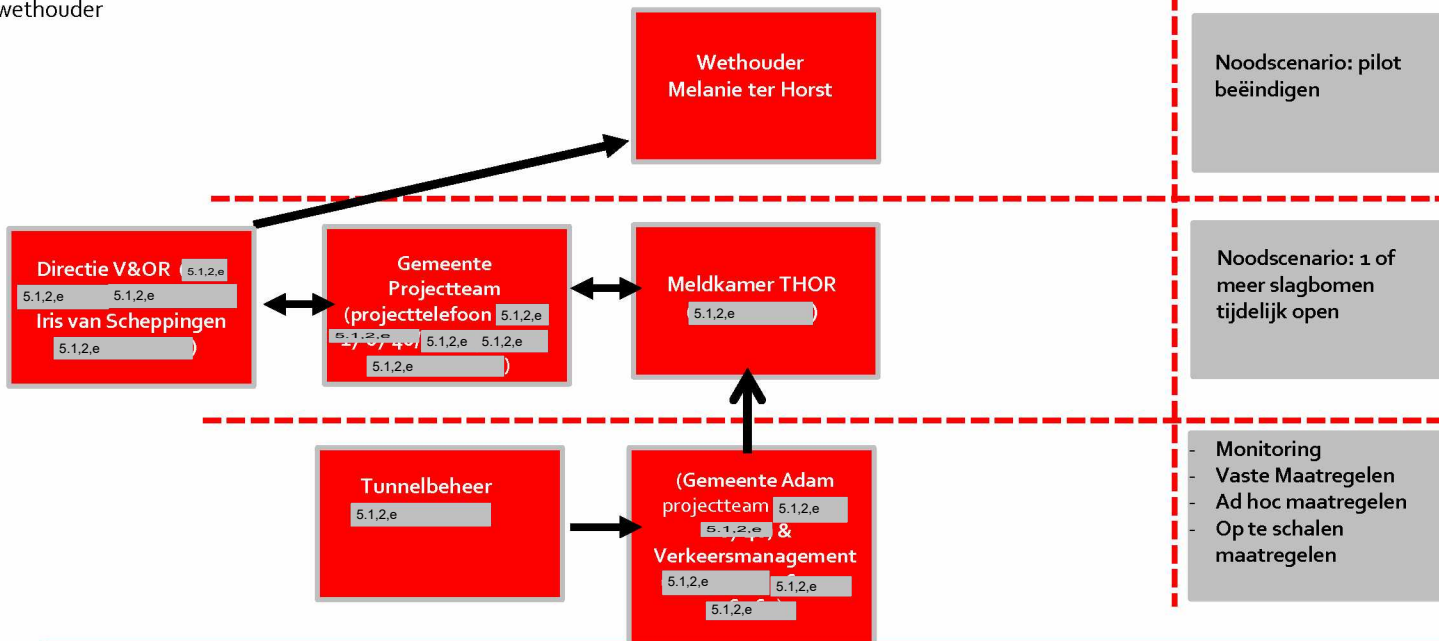 wethouder
Wethouder
Melanie ter Horst
Noodscenario: pilot
beëindigen
Directie V&OR ( 5.1,2,e
5.1,2,e 5.1,2,e
Iris van Scheppingen
5.1,2,e )
Gemeente
Projectteam
(projecttelefoon 5.1,2,e
5.1,2,e 5.1,2,e 5.1,2,e
5.1,2,e )
Meldkamer THOR
( 5.1,2,e )
Noodscenario: 1 of
meer slagbomen
tijdelijk open
Tunnelbeheer
5.1,2,e
(Gemeente Adam
projectteam 5.1,2,e
5.1,2,e &
Verkeersmanagement
5.1,2,e 5.1,2,e
5.1,2,e
- Monitoring
- Vaste Maatregelen
- Ad hoc maatregelen
- Op te schalen
maatregelen